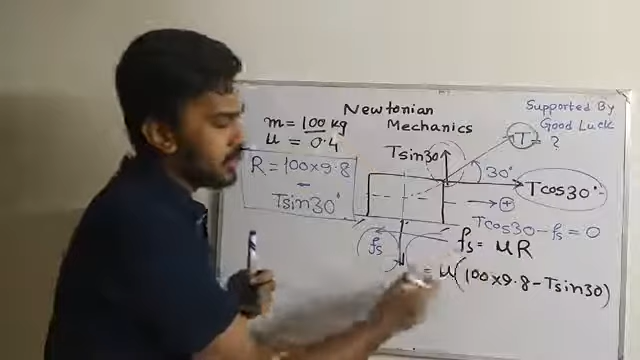 Newtonian
Mechanics
Supported By
Good Luck
m = 100 kg
μ = 0.4
R = 100×9.8
-
Tsin30°
T = ?
Tsin30
30°
Tcos30°
+
Tcos30-fs = 0
fs
fs = μR
= μ(100×9.8-Tsin30)